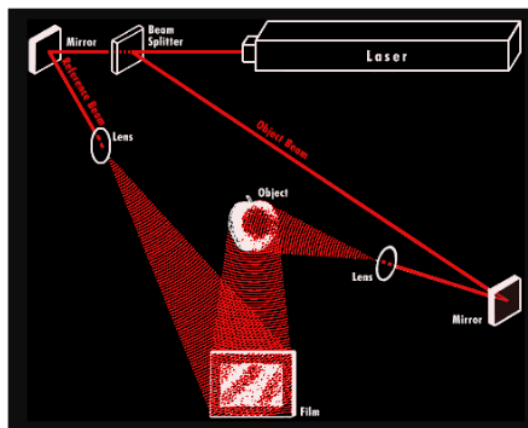 Mirror
Beam
Splitter
Laser
Reference Beam
Lens
Object Beam
Object
Lens
Mirror
Film